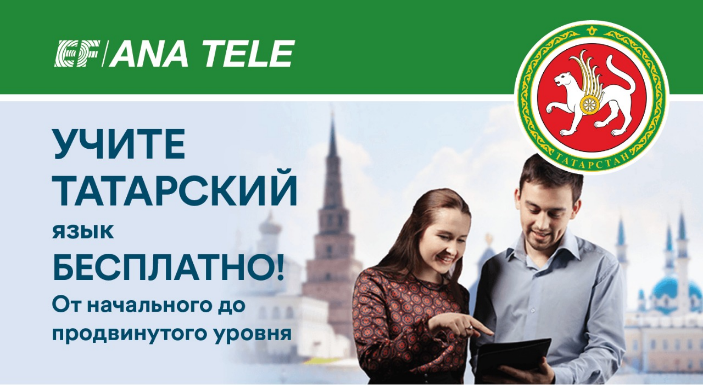 EF ANA TELE
ТАТАРСТАН
УЧИТЕ
ТАТАРСКИЙ
язык
БЕСПЛАТНО!
От начального до
продвинутого уровня